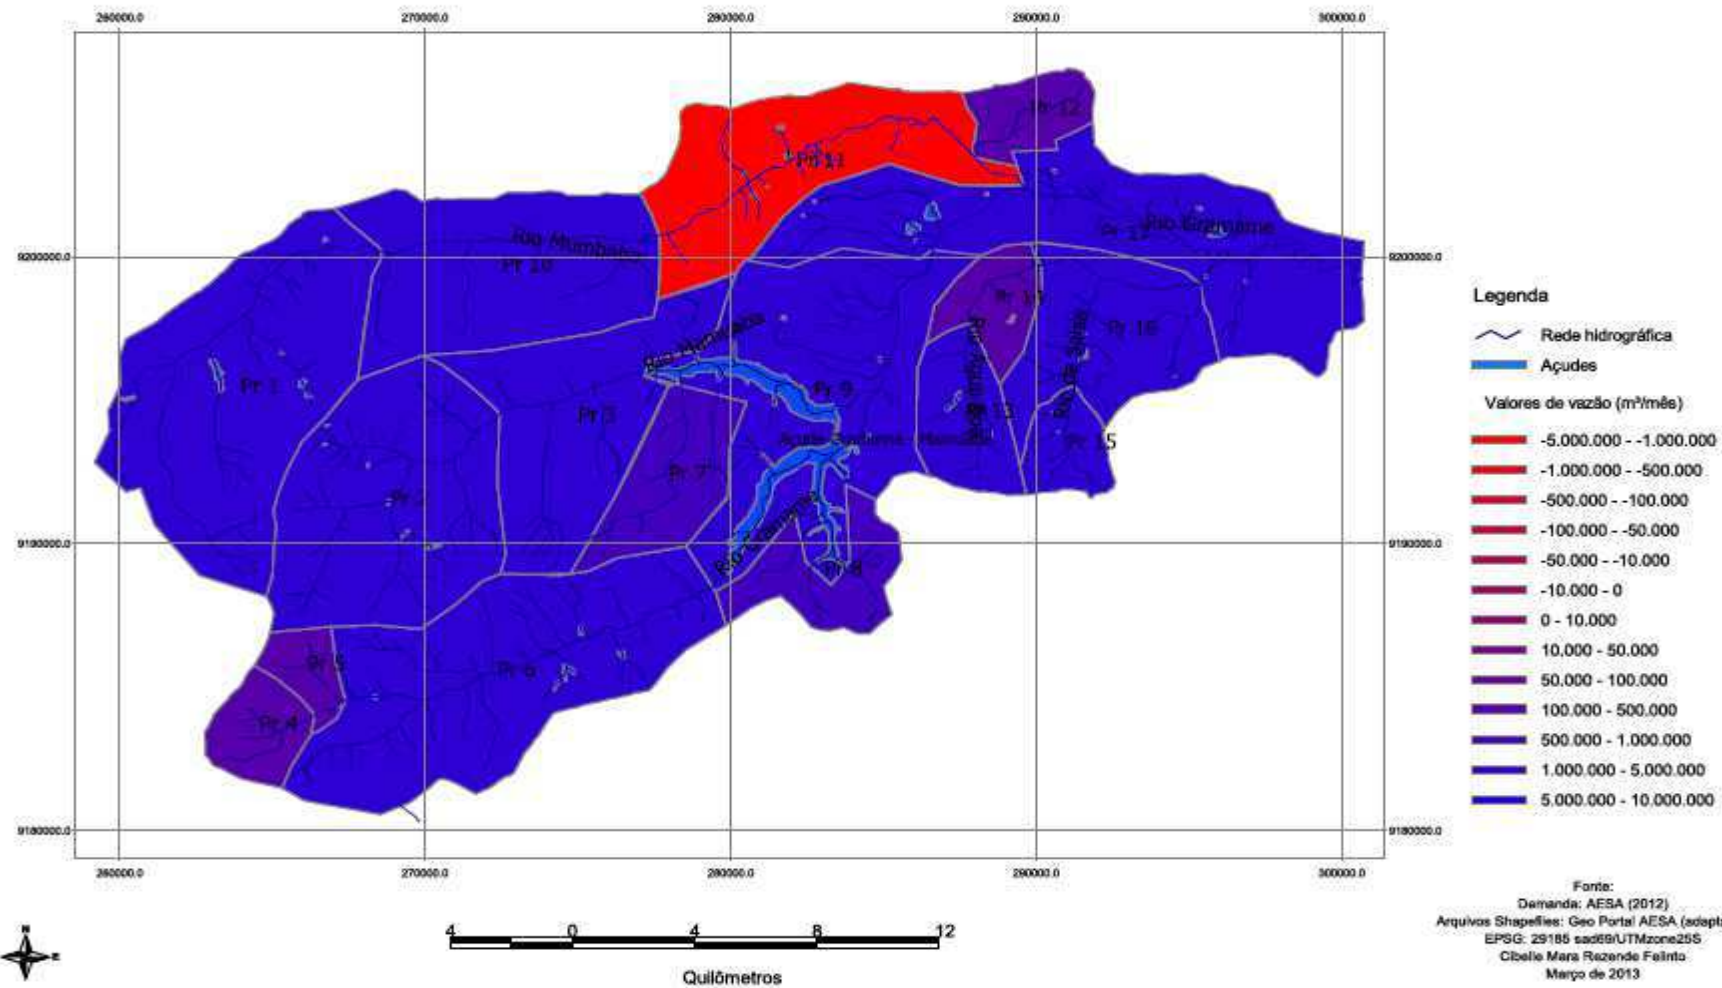 260000.0 270000.0 280000.0 290000.0 300000.0
Pr 12
Pr 11
Rio Gramame
Rio Mumbaba
9200000.0 9200000.0
Pr 10
Pr 16
Rio Mumbaba
Pr 1
Pr 9
Pr 3
Pr 13
Pr 15
Pr 7
Pr 2
Rio Gramame
9190000.0 9190000.0
Pr 8
Pr 5
Pr 6
Pr 4
9180000.0 9180000.0
260000.0 270000.0 280000.0 290000.0 300000.0
Legenda
Rede hidrográfica
Açudes
Valores de vazão (m³/mês)
-5.000.000 - -1.000.000
-1.000.000 - -500.000
-500.000 - -100.000
-100.000 - -50.000
-50.000 - -10.000
-10.000 - 0
0 - 10.000
10.000 - 50.000
50.000 - 100.000
100.000 - 500.000
500.000 - 1.000.000
1.000.000 - 5.000.000
5.000.000 - 10.000.000
N
E
4 0 4 8 12
Quilômetros
Fonte:
Demanda: AESA (2012)
Arquivos Shapefiles: Geo Portal AESA (adapt
EPSG: 29185 sad69/UTMzone25S
Cibelle Mara Rezende Felinto
Março de 2013